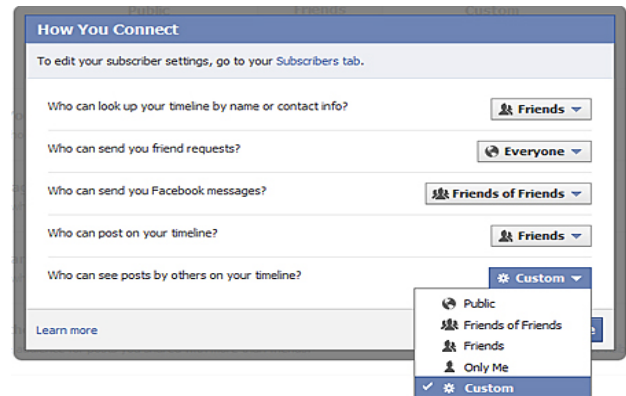 Public Friends Custom
How You Connect
To edit your subscriber settings, go to your Subscribers tab.
Who can look up your timeline by name or contact info? Friends
Who can send you friend requests? Everyone
Who can send you Facebook messages? Friends of Friends
Who can post on your timeline? Friends
Who can see posts by others on your timeline? Custom
Public
Friends of Friends
Learn more
Friends
Only Me
Custom